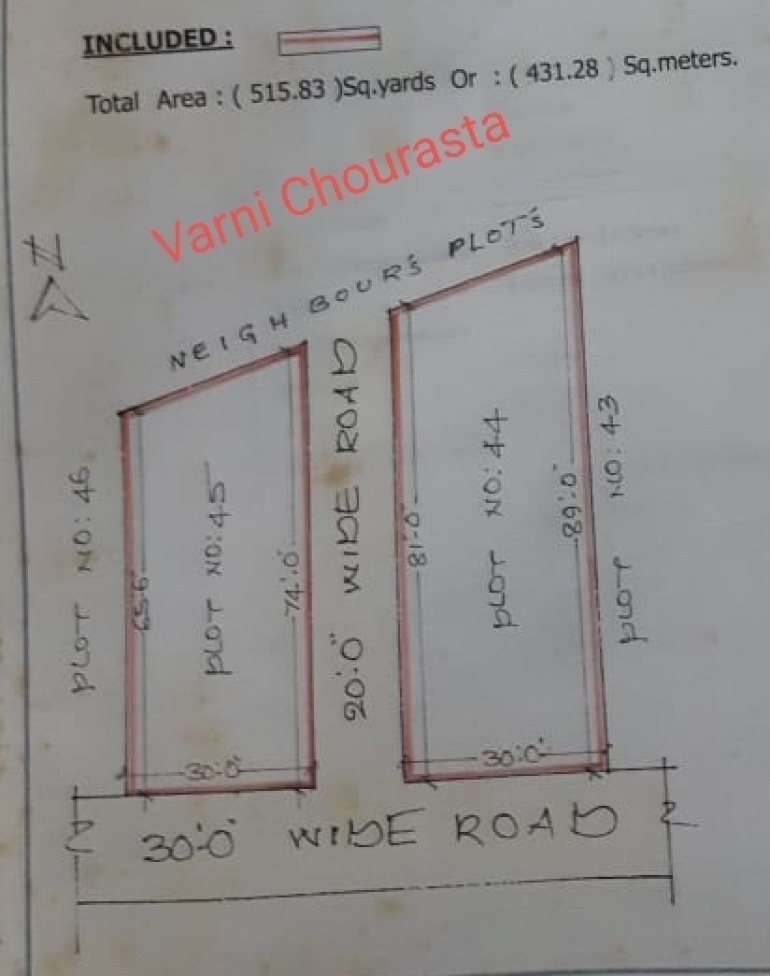 INCLUDED :
Total Area : ( 515.83 )Sq.yards Or : ( 431.28 ) Sq.meters.
Varni Chourasta
N
NEIGHBOUR'S PLOT'S
PLOT NO: 46
65'6"
PLOT NO: 45
74'.0"
20'.0" WIDE ROAD
81'-0"
PLOT NO: 44
89'.0"
PLOT NO: 43
30'.0"
30'.0"
30'.0" WIDE ROAD